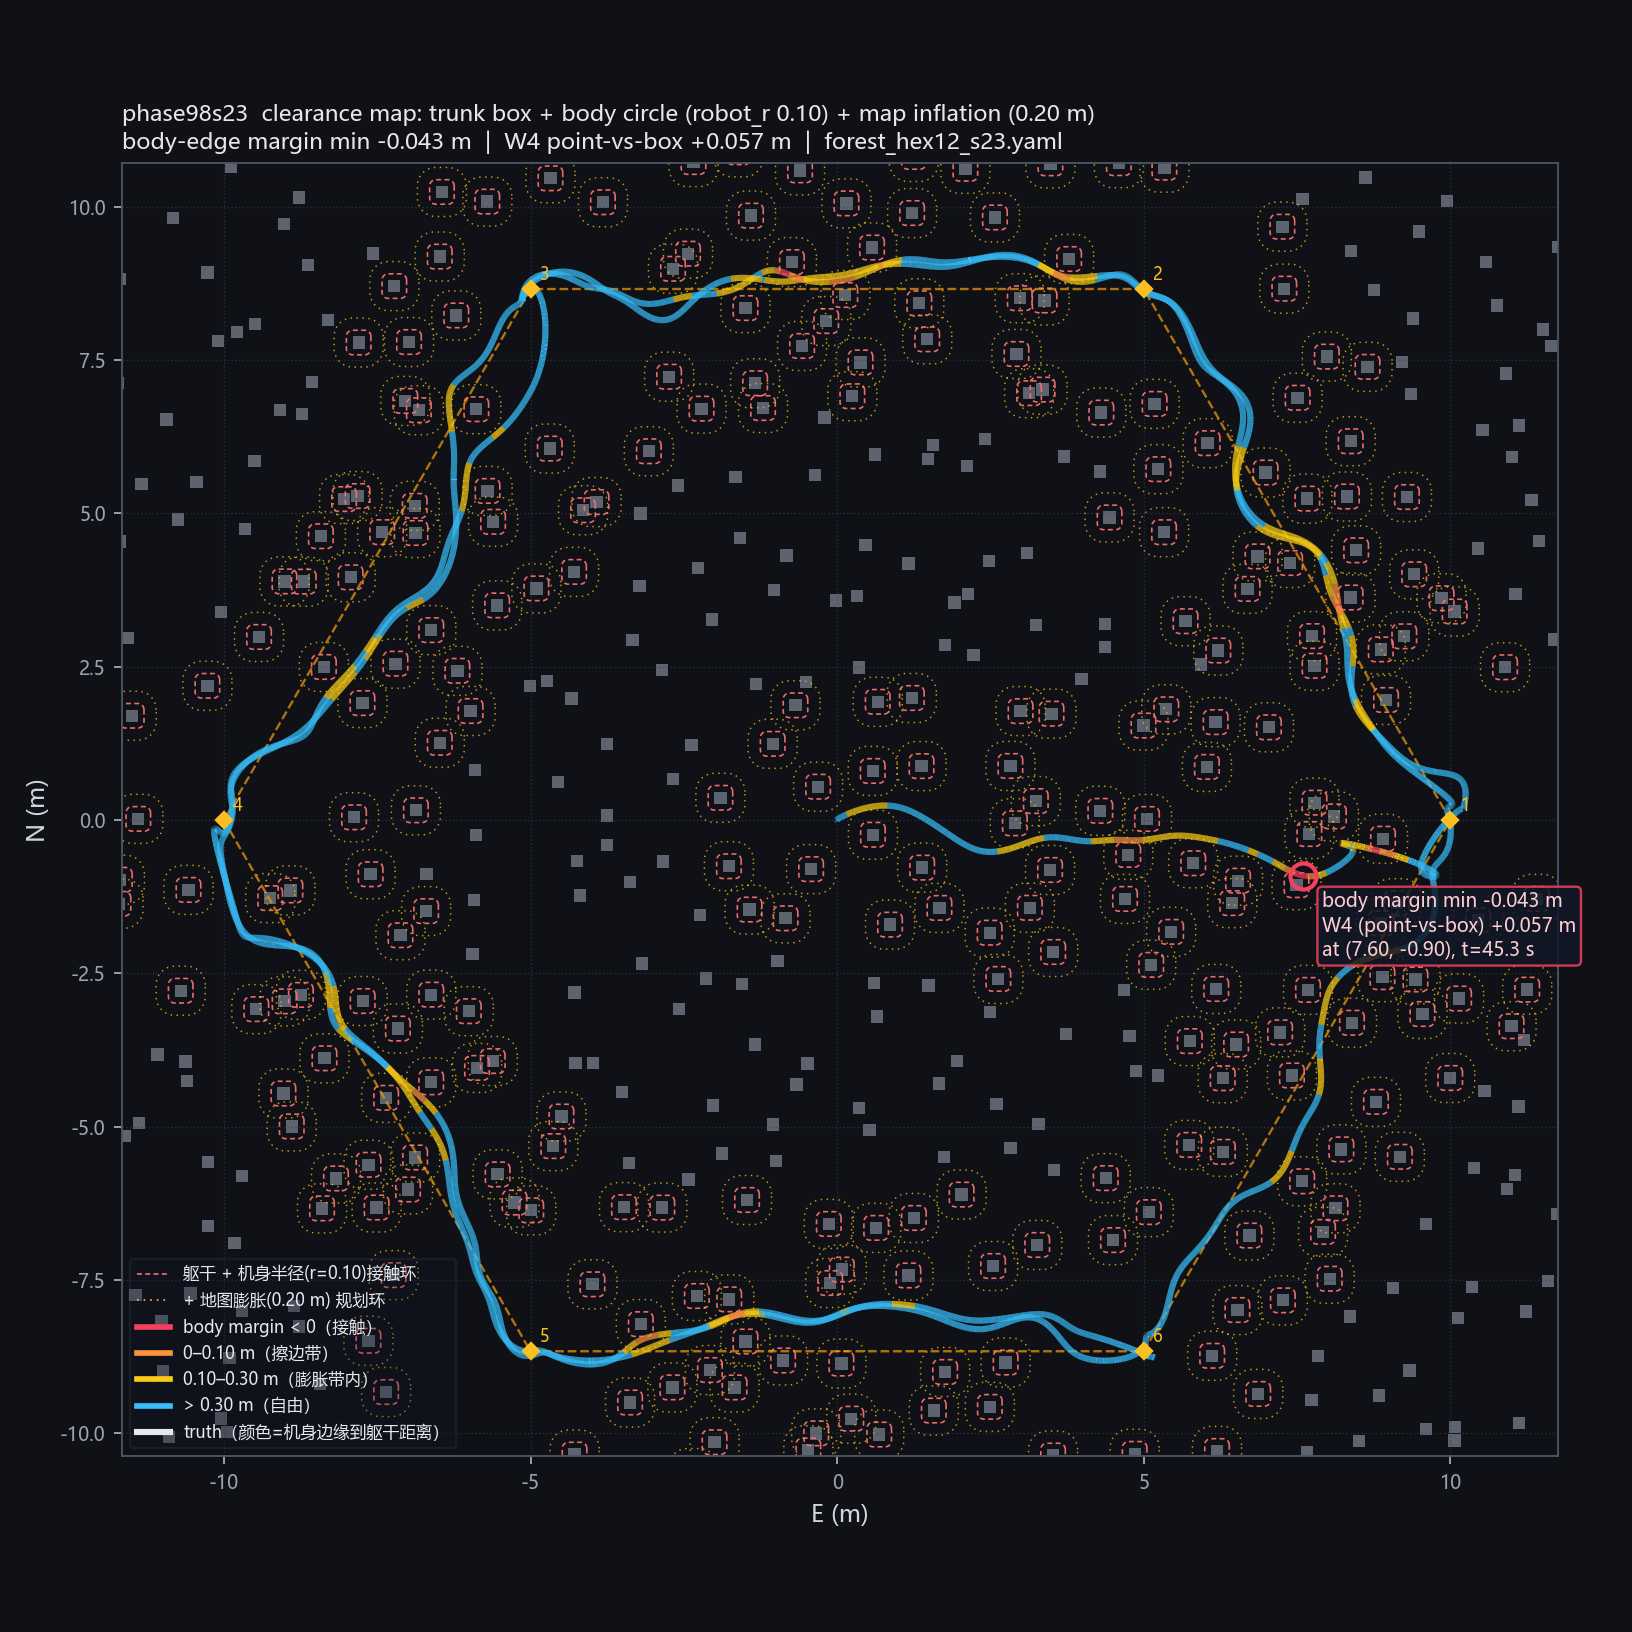 phase98s23  clearance map: trunk box + body circle (robot_r 0.10) + map inflation (0.20 m)
body-edge margin min -0.043 m  |  W4 point-vs-box +0.057 m  |  forest_hex12_s23.yaml
10.0
7.5
5.0
2.5
0.0
-2.5
-5.0
-7.5
-10.0
N (m)
3
2
4
1
5
6
body margin min -0.043 m
W4 (point-vs-box) +0.057 m
at (7.60, -0.90), t=45.3 s
躯干 + 机身半径(r=0.10)接触环
+ 地图膨胀(0.20 m) 规划环
body margin < 0（接触）
0–0.10 m（擦边带）
0.10–0.30 m（膨胀带内）
> 0.30 m（自由）
truth（颜色=机身边缘到躯干距离）
-10
-5
0
5
10
E (m)